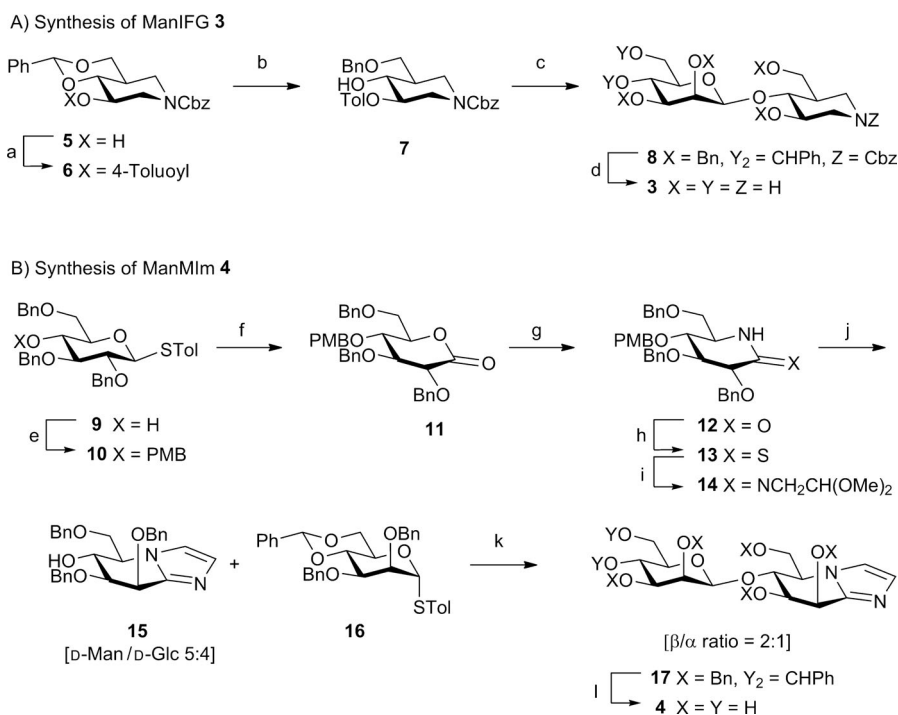 A) Synthesis of ManIFG 3
Ph O O XO NCbz
b
BnO HO TolO NCbz
c
YO YO XO OX O O XO XO NZ
5 X = H
a
6 X = 4-Toluoyl
7
8 X = Bn, Y2 = CHPh, Z = Cbz
d
3 X = Y = Z = H
B) Synthesis of ManMIm 4
BnO XO BnO O STol BnO
f
BnO PMBO BnO O O BnO
g
BnO PMBO BnO NH X BnO
j
9 X = H
e
10 X = PMB
11
12 X = O
h
13 X = S
i
14 X = NCH2CH(OMe)2
BnO OBn HO BnO N N
+
Ph O O BnO OBn O STol
k
YO YO XO OX O O XO OX XO N N
15
16
[D-Man/D-Glc 5:4]
[β/α ratio = 2:1]
17 X = Bn, Y2 = CHPh
l
4 X = Y = H